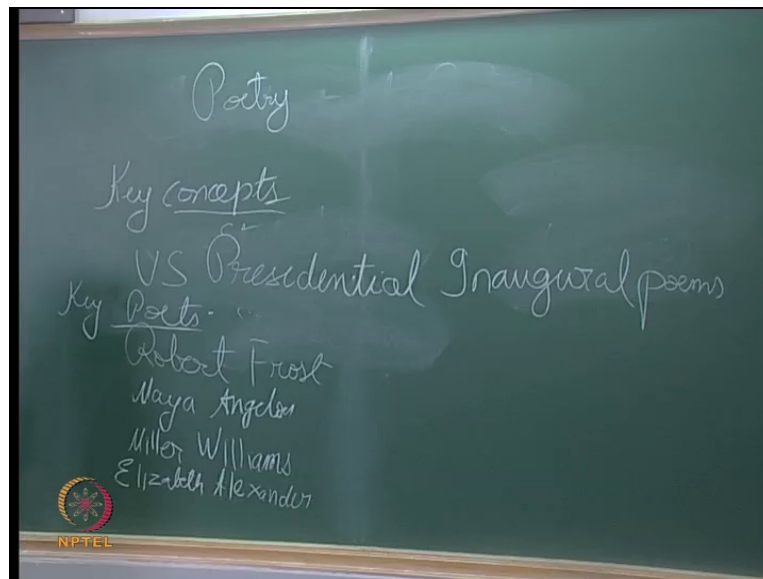 Poetry
Key concepts
US Presidential Inaugural poems
Key Poets
Robert Frost
Maya Angelou
Miller Williams
Elizabeth Alexander
NPTEL